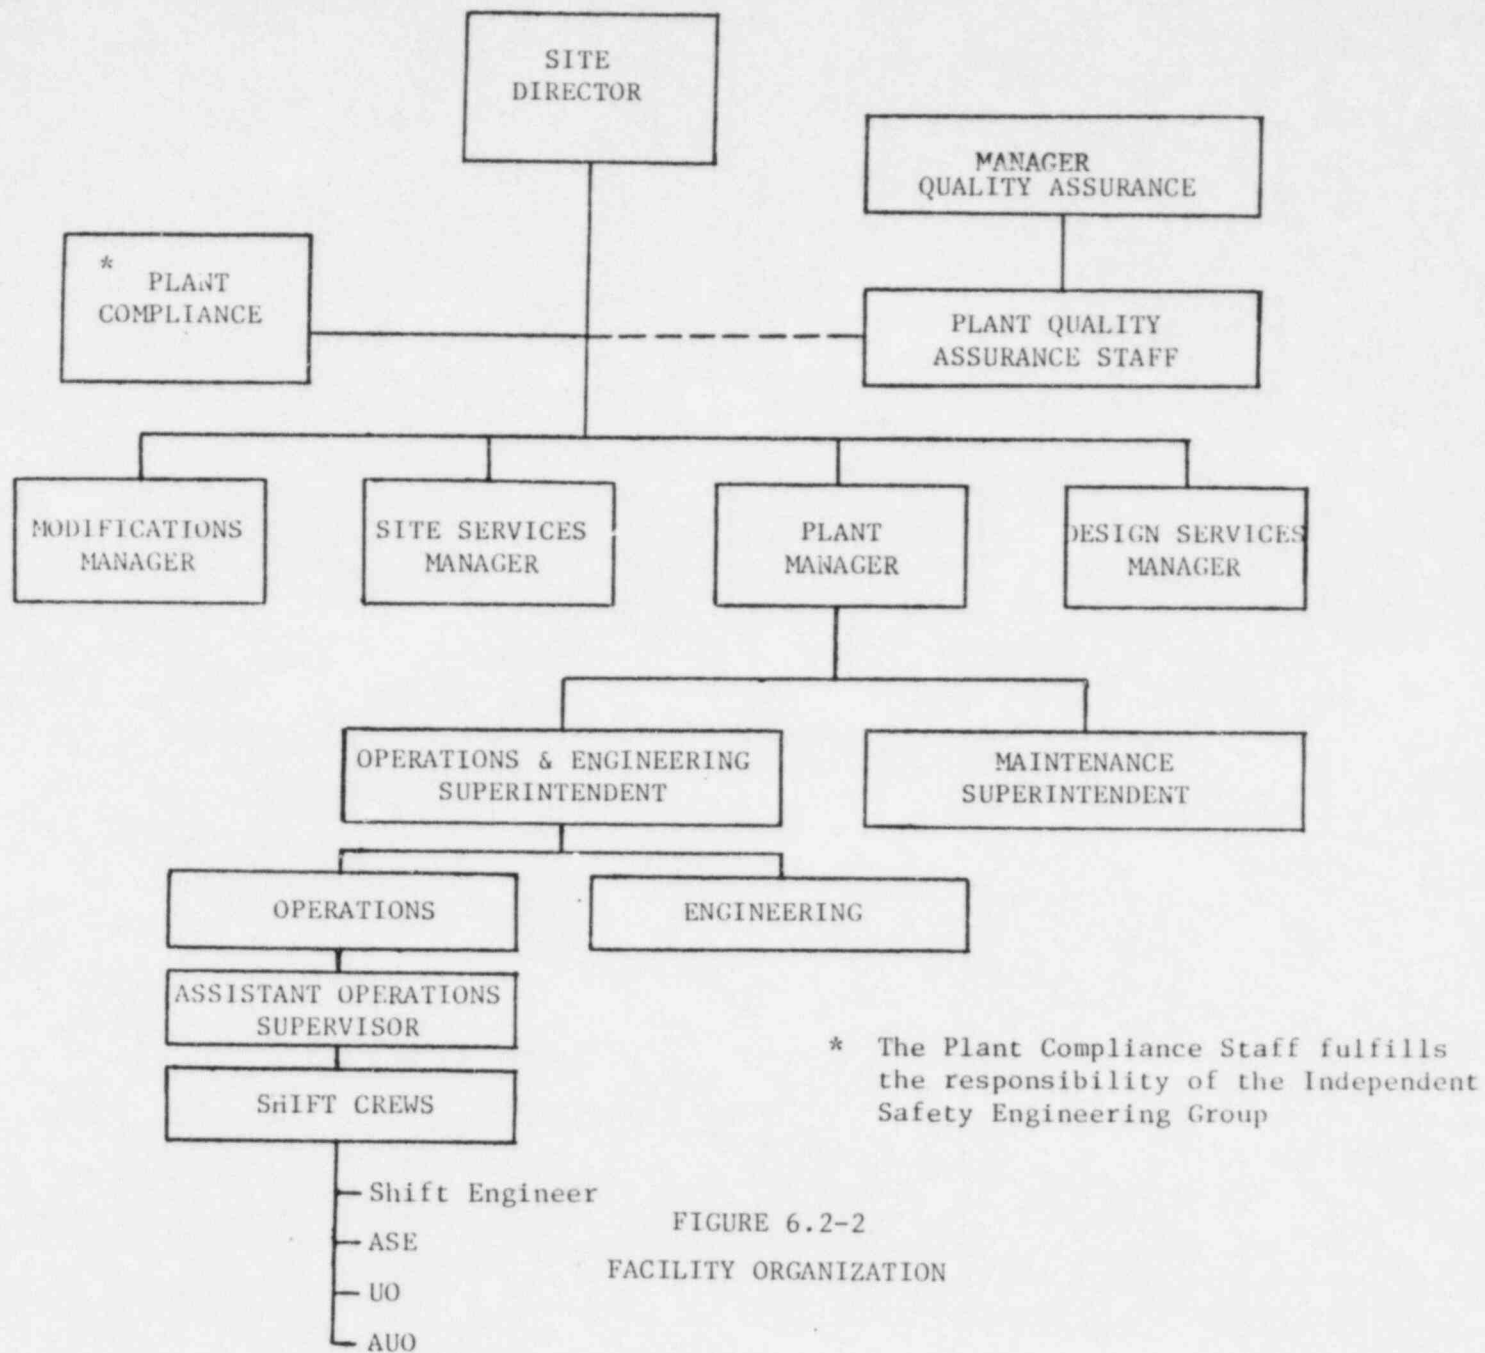 SITE
DIRECTOR
MANAGER
QUALITY ASSURANCE
* PLANT
COMPLIANCE
PLANT QUALITY
ASSURANCE STAFF
MODIFICATIONS
MANAGER
SITE SERVICES
MANAGER
PLANT
MANAGER
DESIGN SERVICES
MANAGER
OPERATIONS & ENGINEERING
SUPERINTENDENT
MAINTENANCE
SUPERINTENDENT
OPERATIONS
ENGINEERING
ASSISTANT OPERATIONS
SUPERVISOR
SHIFT CREWS
* The Plant Compliance Staff fulfills
the responsibility of the Independent
Safety Engineering Group
Shift Engineer
ASE
UO
AUO
FIGURE 6.2-2
FACILITY ORGANIZATION